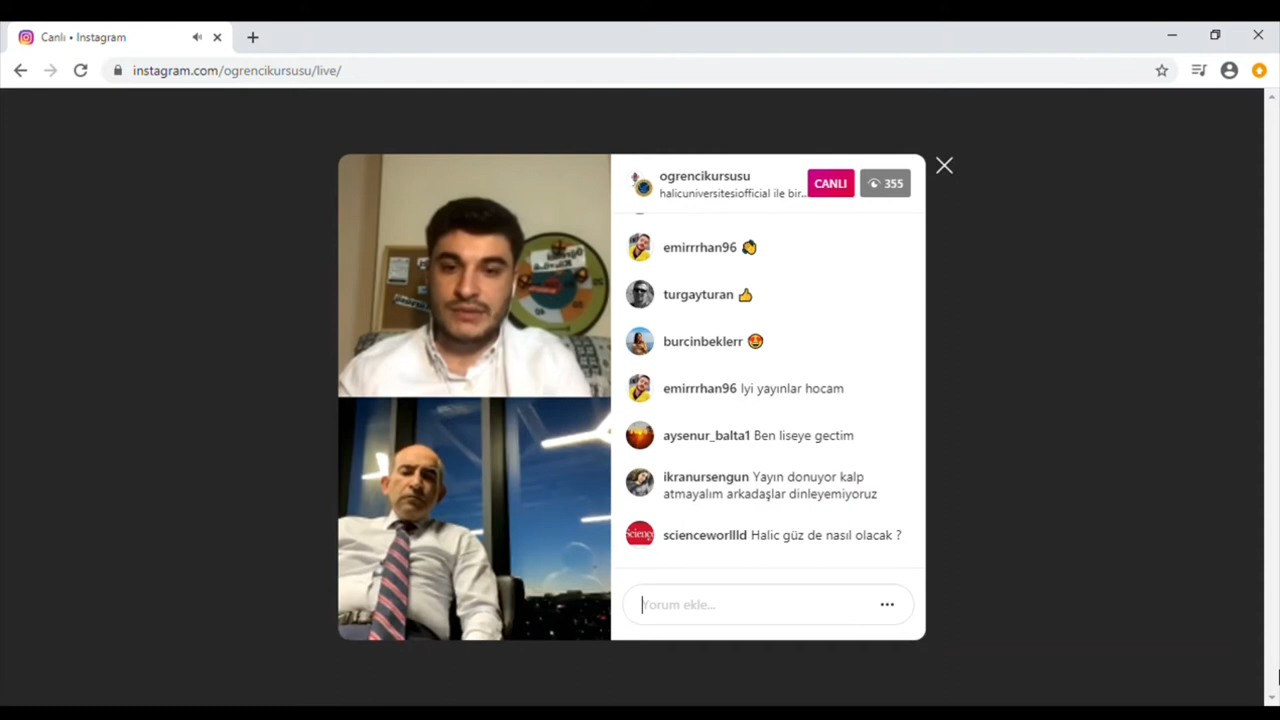 Canlı • Instagram
instagram.com/ogrencikursusu/live/
ogrencikursusu
halicuniversitesiofficial ile bir...
CANLI
355
emirrrhan96 👏
turgayturan 👍
burcinbeklerr 😍
emirrrhan96 Iyi yayınlar hocam
aysenur_balta1 Ben liseye gectim
ikranursengun Yayın donuyor kalp
atmayalım arkadaşlar dinleyemiyoruz
Science
scienceworllld Halic güz de nasıl olacak ?
Yorum ekle...